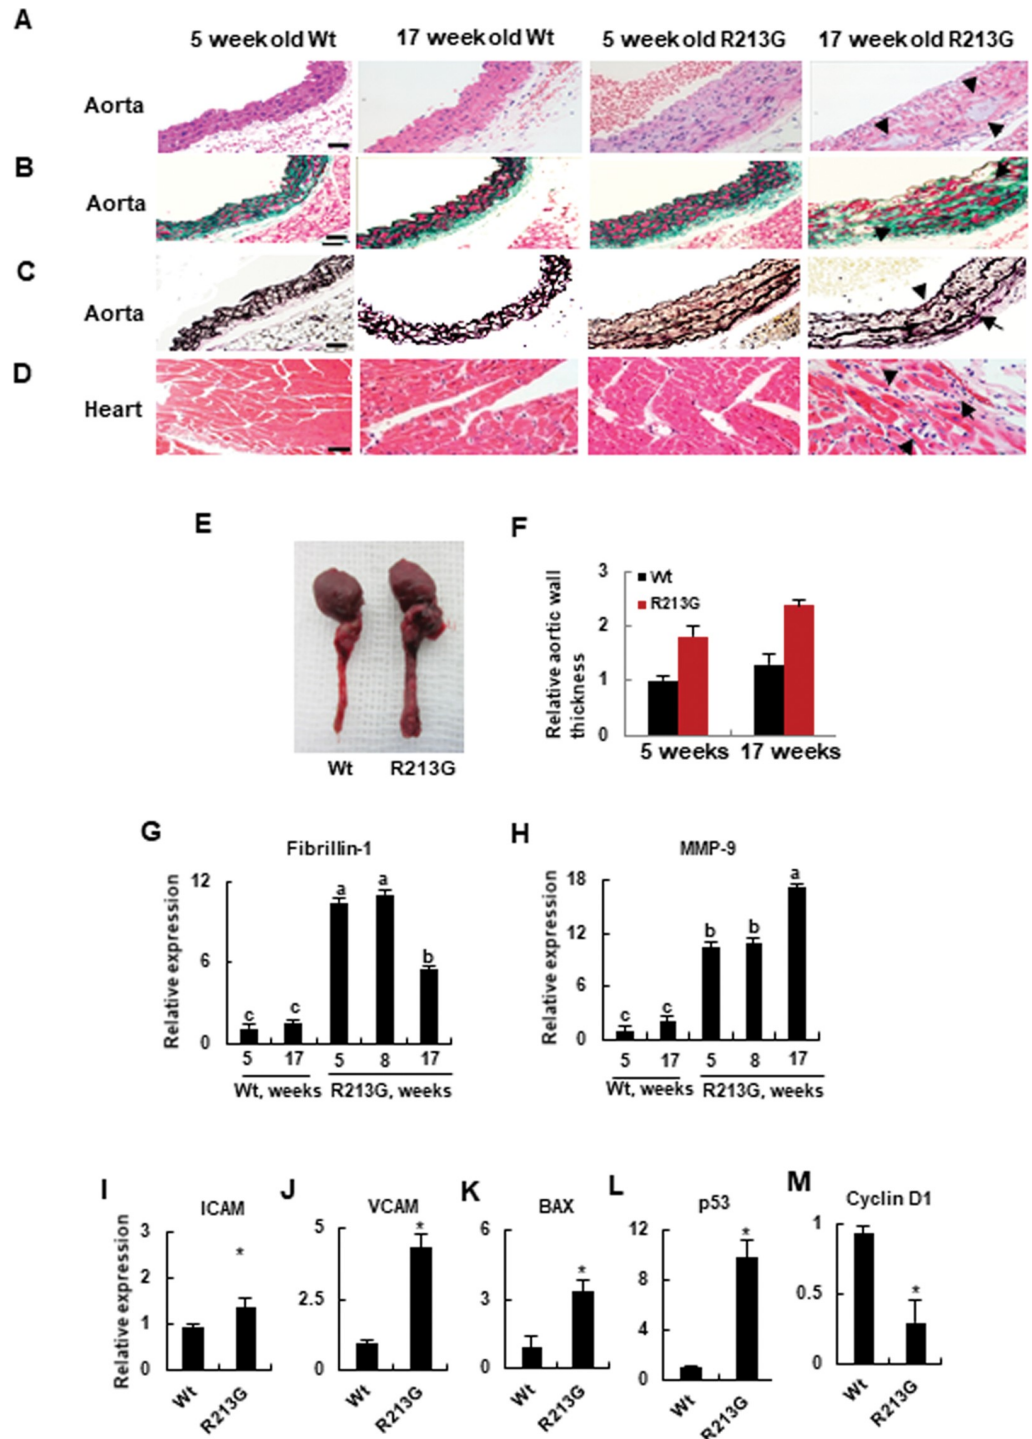 A
5 week old Wt
17 week old Wt
5 week old R213G
17 week old R213G
Aorta
B
Aorta
C
Aorta
D
Heart
E
Wt
R213G
F
Relative aortic wall
thickness
3
2
1
0
Wt
R213G
5 weeks
17 weeks
G
Fibrillin-1
Relative expression
12
6
0
c
c
a
a
b
5
17
5
8
17
Wt, weeks
R213G, weeks
H
MMP-9
Relative expression
18
12
6
0
c
c
b
b
a
5
17
5
8
17
Wt, weeks
R213G, weeks
I
ICAM
Relative expression
3
2
1
0
*
Wt
R213G
J
VCAM
5
2.5
0
*
Wt
R213G
K
BAX
6
3
0
*
Wt
R213G
L
p53
12
8
4
0
*
Wt
R213G
M
Cyclin D1
1
0.5
0
*
Wt
R213G